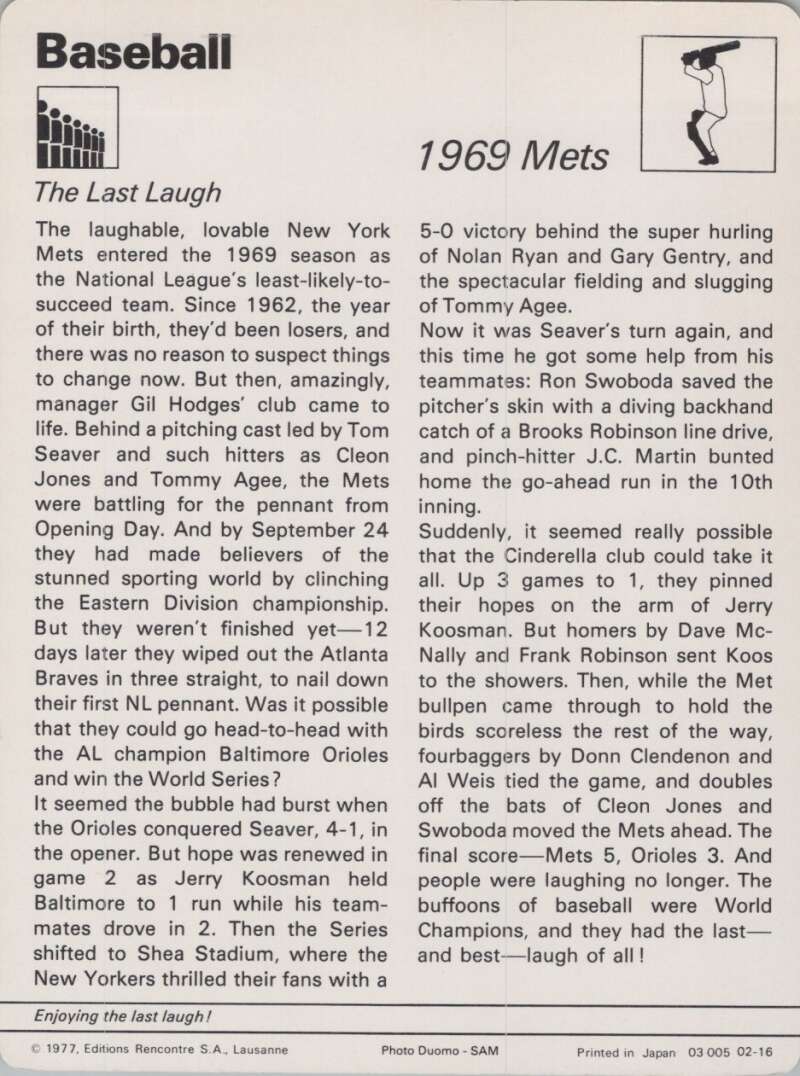 Baseball
1969 Mets
The Last Laugh
The laughable, lovable New York
Mets entered the 1969 season as
the National League's least-likely-to-
succeed team. Since 1962, the year
of their birth, they'd been losers, and
there was no reason to suspect things
to change now. But then, amazingly,
manager Gil Hodges' club came to
life. Behind a pitching cast led by Tom
Seaver and such hitters as Cleon
Jones and Tommy Agee, the Mets
were battling for the pennant from
Opening Day. And by September 24
they had made believers of the
stunned sporting world by clinching
the Eastern Division championship.
But they weren't finished yet—12
days later they wiped out the Atlanta
Braves in three straight, to nail down
their first NL pennant. Was it possible
that they could go head-to-head with
the AL champion Baltimore Orioles
and win the World Series?
It seemed the bubble had burst when
the Orioles conquered Seaver, 4-1, in
the opener. But hope was renewed in
game 2 as Jerry Koosman held
Baltimore to 1 run while his team-
mates drove in 2. Then the Series
shifted to Shea Stadium, where the
New Yorkers thrilled their fans with a
5-0 victory behind the super hurling
of Nolan Ryan and Gary Gentry, and
the spectacular fielding and slugging
of Tommy Agee.
Now it was Seaver's turn again, and
this time he got some help from his
teammates: Ron Swoboda saved the
pitcher's skin with a diving backhand
catch of a Brooks Robinson line drive,
and pinch-hitter J.C. Martin bunted
home the go-ahead run in the 10th
inning.
Suddenly, it seemed really possible
that the Cinderella club could take it
all. Up 3 games to 1, they pinned
their hopes on the arm of Jerry
Koosman. But homers by Dave Mc-
Nally and Frank Robinson sent Koos
to the showers. Then, while the Met
bullpen came through to hold the
birds scoreless the rest of the way,
fourbaggers by Donn Clendenon and
Al Weis tied the game, and doubles
off the bats of Cleon Jones and
Swoboda moved the Mets ahead. The
final score—Mets 5, Orioles 3. And
people were laughing no longer. The
buffoons of baseball were World
Champions, and they had the last—
and best—laugh of all!
Enjoying the last laugh!
© 1977, Editions Rencontre S.A., Lausanne
Photo Duomo - SAM
Printed in Japan 03 005 02-16